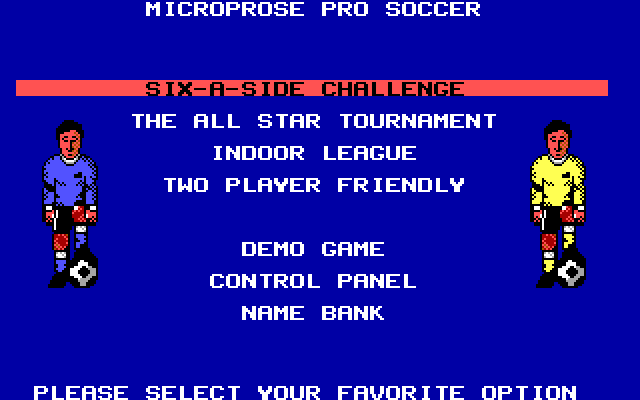 MICROPROSE PRO SOCCER
SIX-A-SIDE CHALLENGE
THE ALL STAR TOURNAMENT
INDOOR LEAGUE
TWO PLAYER FRIENDLY
DEMO GAME
CONTROL PANEL
NAME BANK
PLEASE SELECT YOUR FAVORITE OPTION